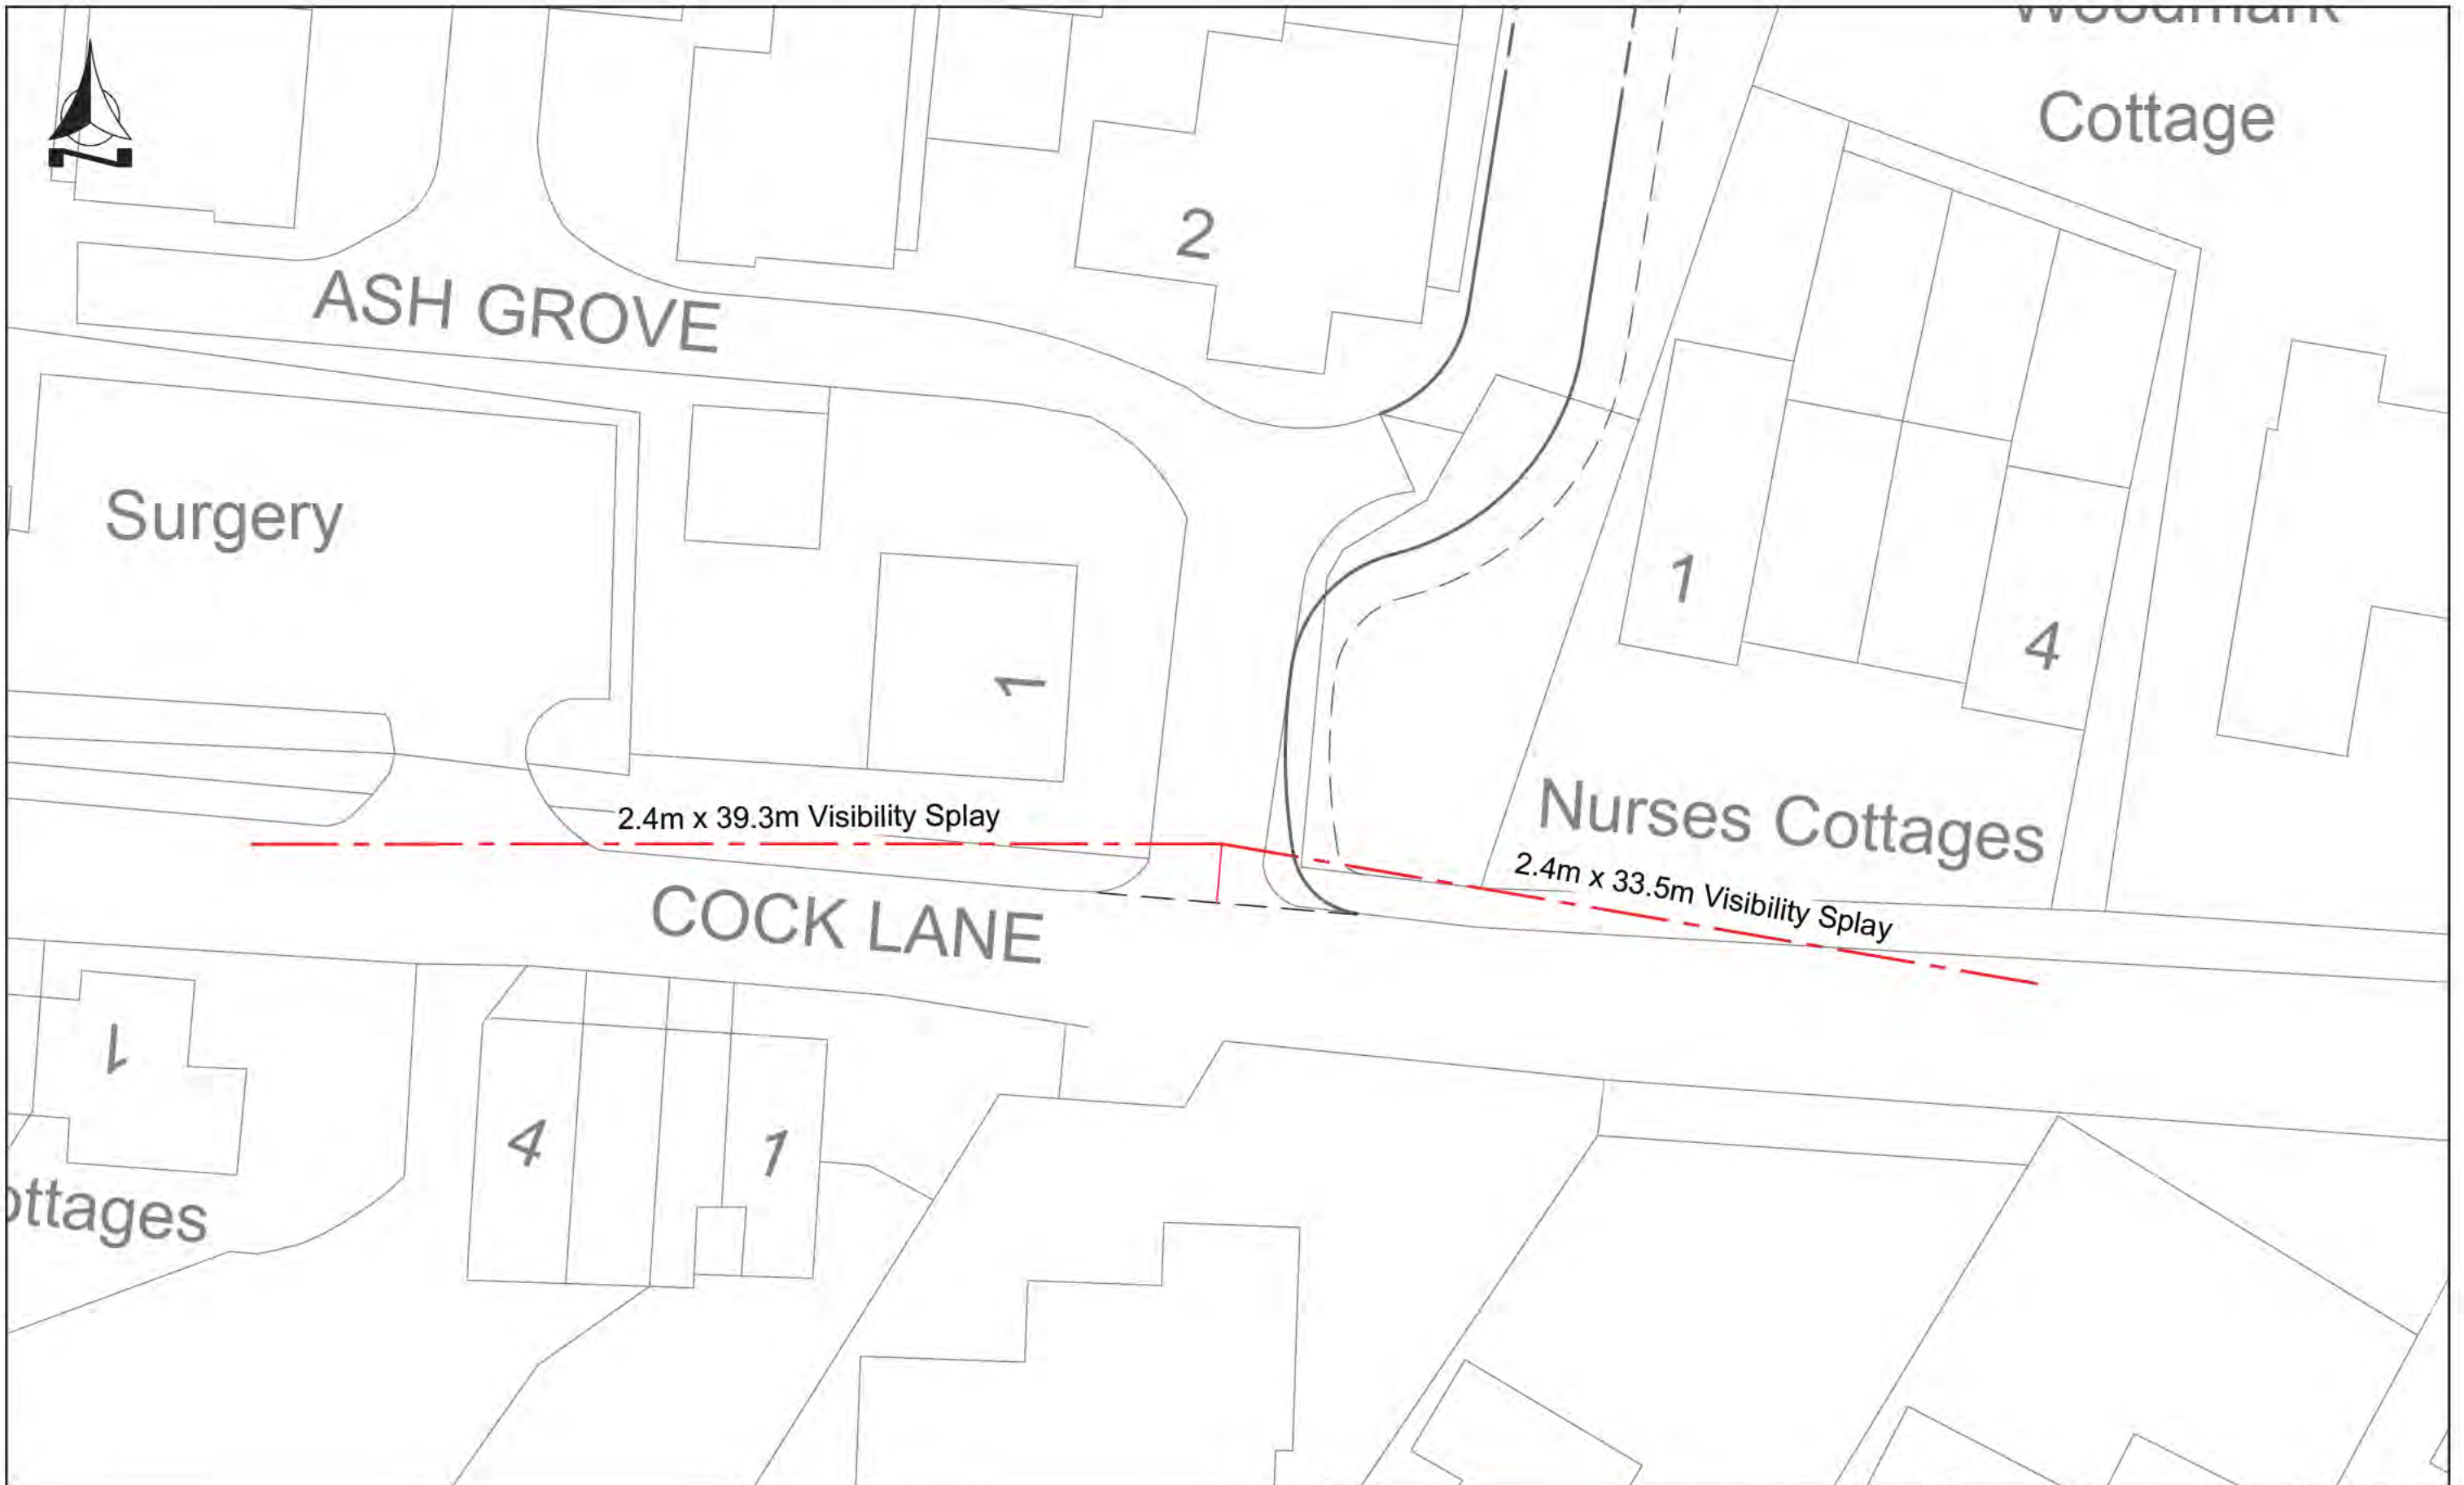 Cottage
2
ASH GROVE
Surgery
1
1
4
Nurses Cottages
2.4m x 39.3m Visibility Splay
2.4m x 33.5m Visibility Splay
COCK LANE
1
4
1
ottages
N